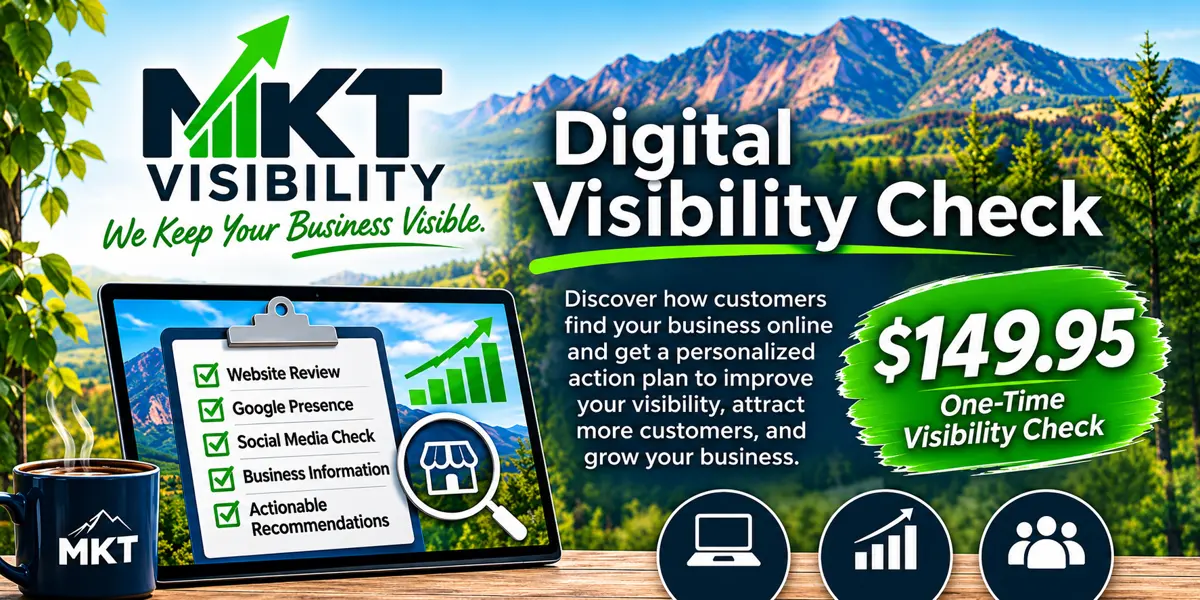 MKT
VISIBILITY
We Keep Your Business Visible.
Digital
Visibility Check
Discover how customers
find your business online
and get a personalized
action plan to improve
your visibility, attract
more customers, and
grow your business.
$149.95
One-Time
Visibility Check
Website Review
Google Presence
Social Media Check
Business Information
Actionable
Recommendations
MKT